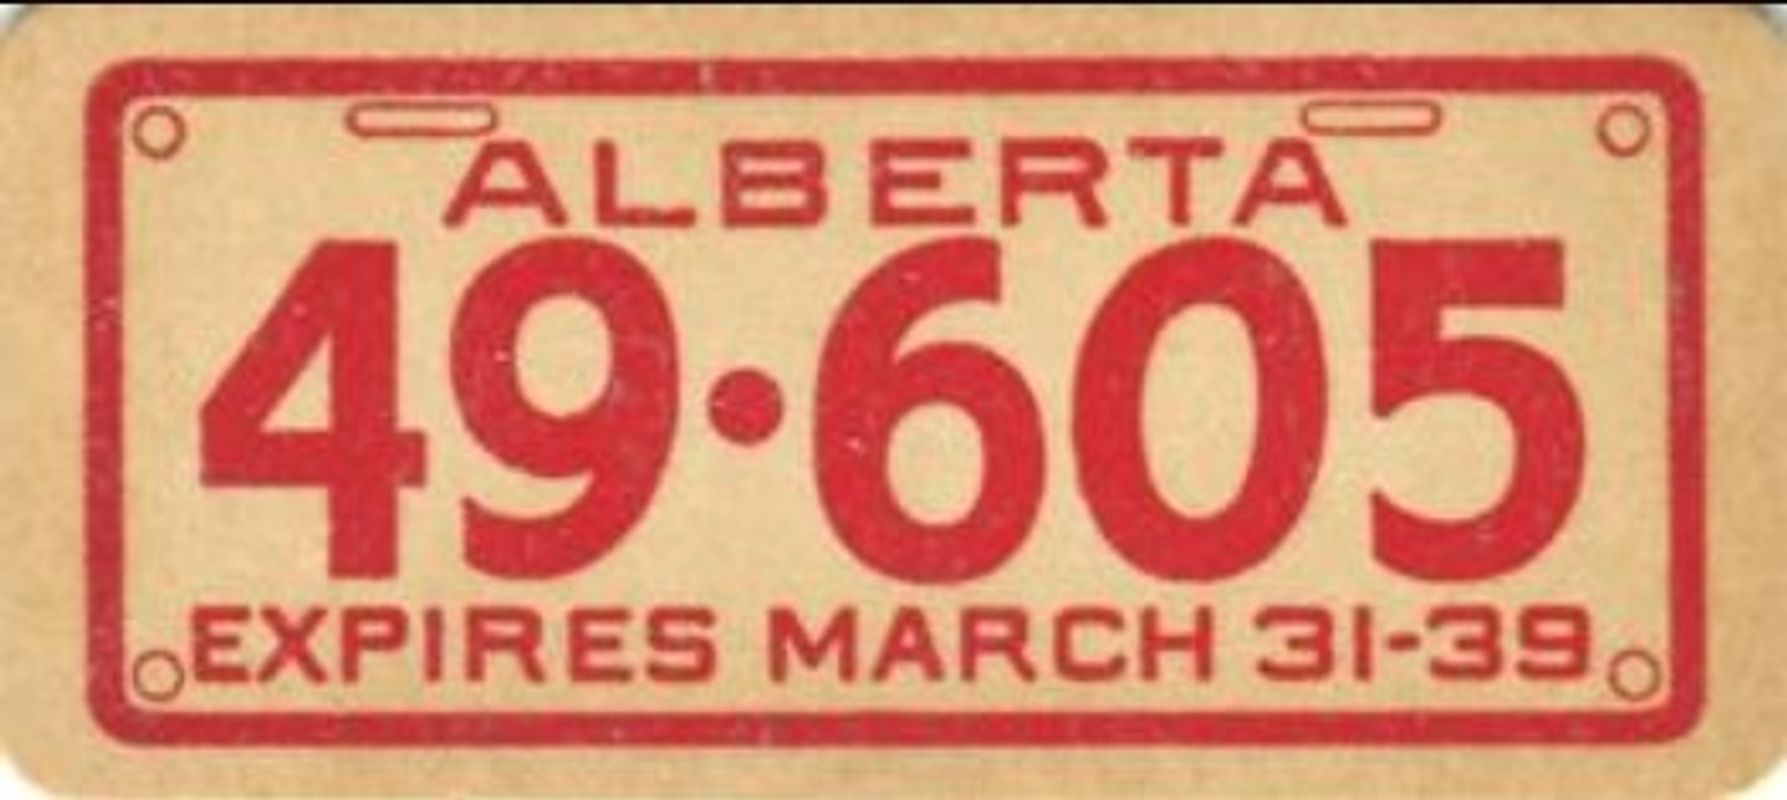 ALBERTA
49•605
EXPIRES MARCH 31-39